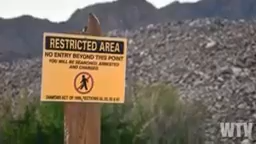 RESTRICTED AREA
NO ENTRY BEYOND THIS POINT
YOU WILL BE SEARCHED, ARRESTED
AND CHARGED
WTV